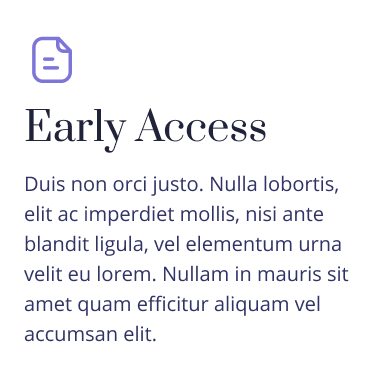 Early Access
Duis non orci justo. Nulla lobortis,
elit ac imperdiet mollis, nisi ante
blandit ligula, vel elementum urna
velit eu lorem. Nullam in mauris sit
amet quam efficitur aliquam vel
accumsan elit.